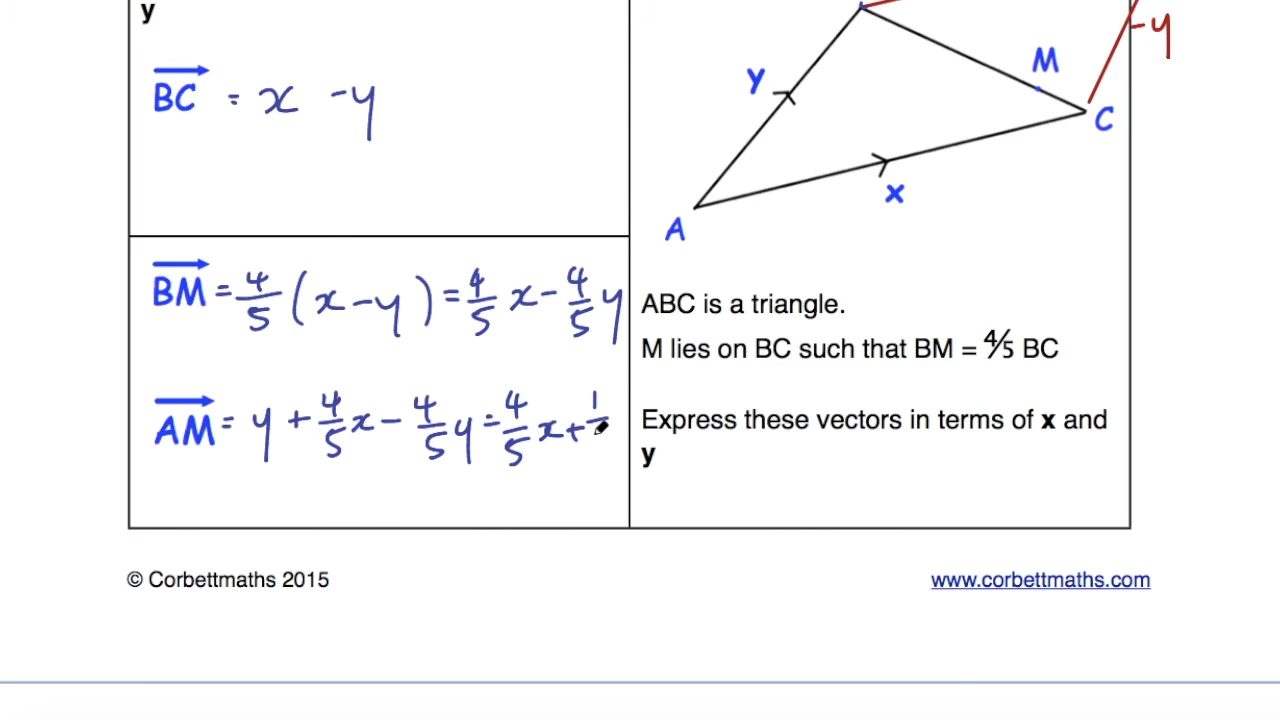 y
BC = x - y
BM = 4/5 (x - y) = 4/5 x - 4/5 y
AM = y + 4/5 x - 4/5 y = 4/5 x + 1
-y
M
y
C
x
A
ABC is a triangle.
M lies on BC such that BM = 4/5 BC
Express these vectors in terms of x and
y
© Corbettmaths 2015
www.corbettmaths.com